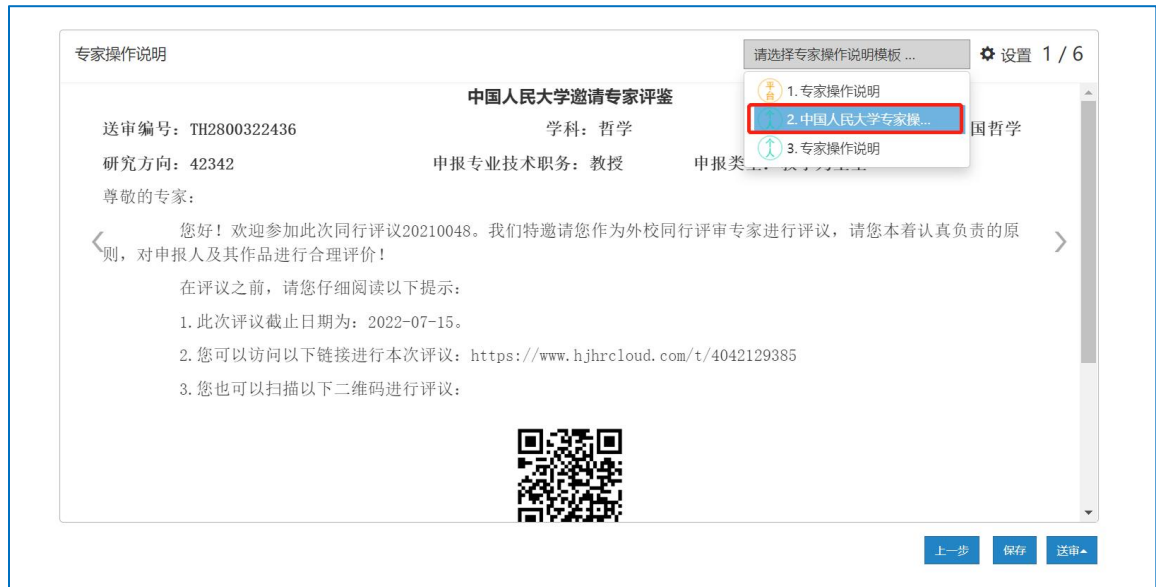 专家操作说明
请选择专家操作说明模板 ...
设置 1 / 6
平台 1. 专家操作说明
2. 中国人民大学专家操...
3. 专家操作说明
中国人民大学邀请专家评鉴
送审编号: TH2800322436 学科: 哲学 国哲学
研究方向: 42342 申报专业技术职务: 教授 申报类
尊敬的专家:
您好! 欢迎参加此次同行评议20210048。我们特邀请您作为外校同行评审专家进行评议, 请您本着认真负责的原
则, 对申报人及其作品进行合理评价!
在评议之前, 请您仔细阅读以下提示:
1. 此次评议截止日期为: 2022-07-15。
2. 您可以访问以下链接进行本次评议: https://www.hjhrcloud.com/t/4042129385
3. 您也可以扫描以下二维码进行评议:
上一步 保存 送审